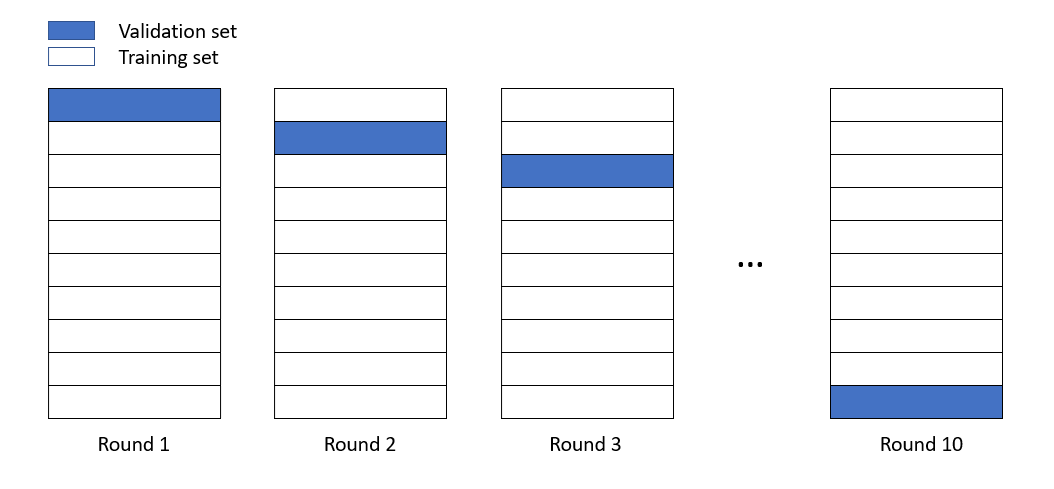 Validation set
Training set
...
Round 1
Round 2
Round 3
Round 10